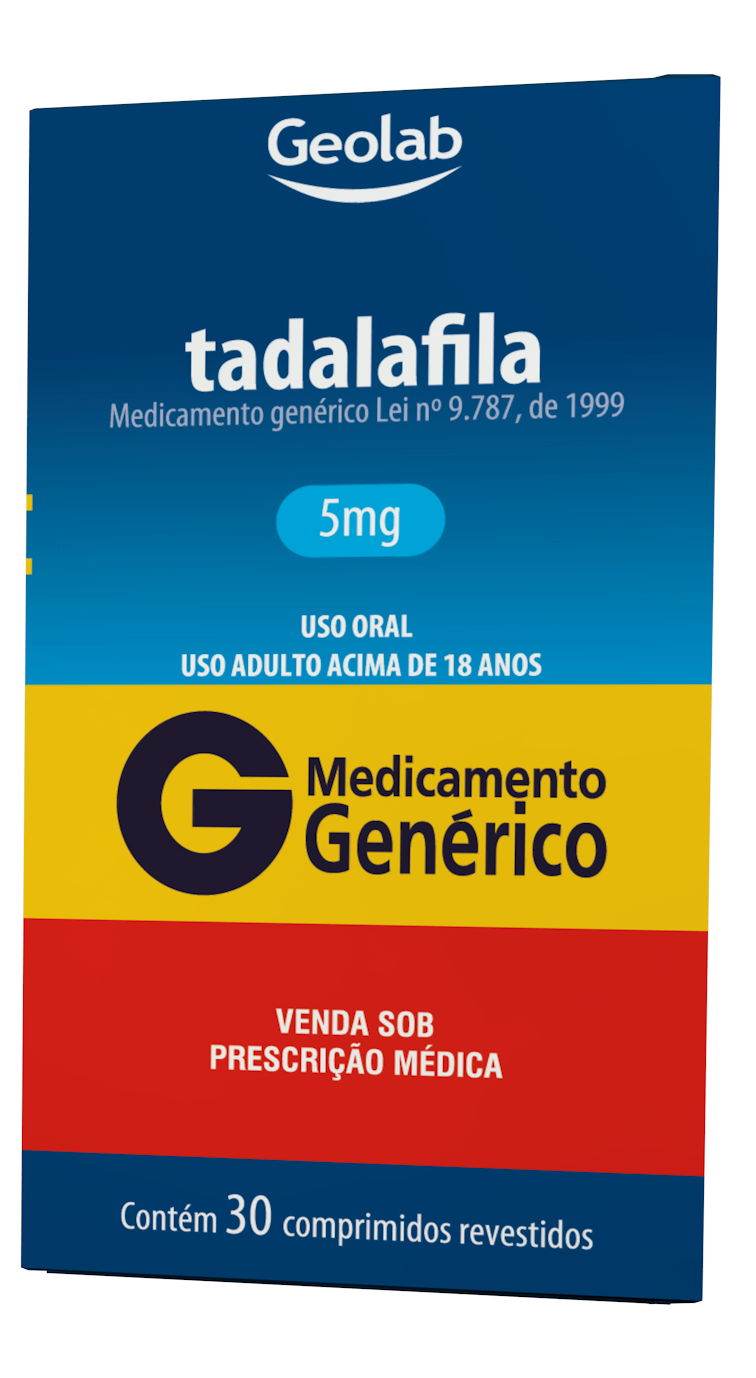 Geolab
tadalafila
Medicamento genérico Lei nº 9.787, de 1999
5mg
USO ORAL
USO ADULTO ACIMA DE 18 ANOS
G
Medicamento
Genérico
VENDA SOB
PRESCRIÇÃO MÉDICA
Contém 30 comprimidos revestidos